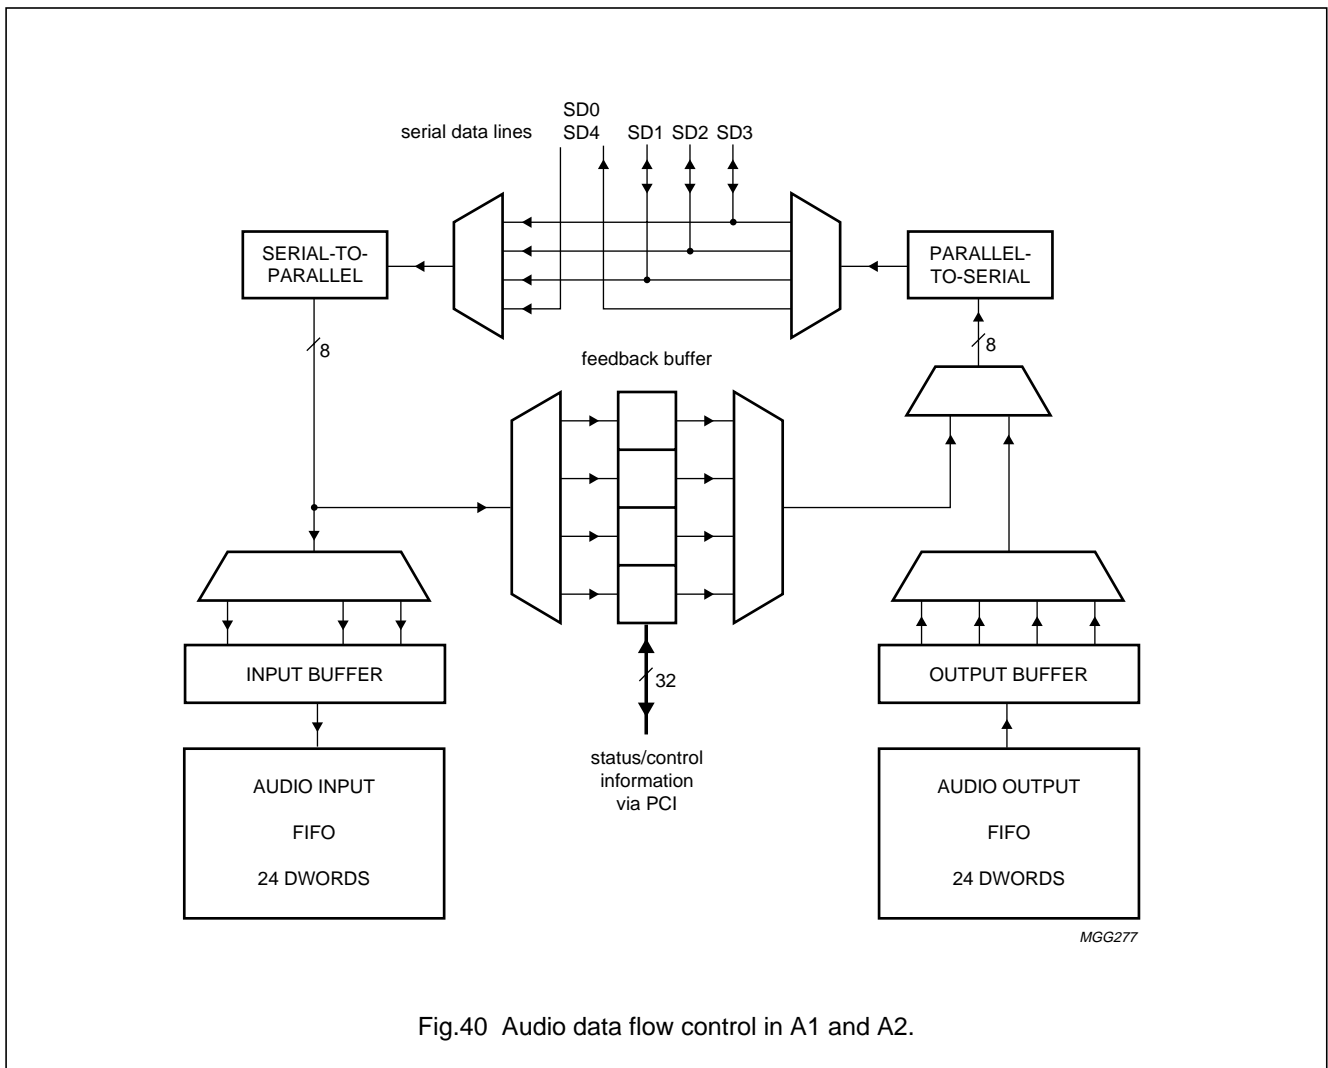 SD0
serial data lines SD4 SD1 SD2 SD3
SERIAL-TO-
PARALLEL
PARALLEL-
TO-SERIAL
8
8
feedback buffer
INPUT BUFFER
32
OUTPUT BUFFER
status/control
information
via PCI
AUDIO INPUT
FIFO
24 DWORDS
AUDIO OUTPUT
FIFO
24 DWORDS
MGG277
Fig.40 Audio data flow control in A1 and A2.